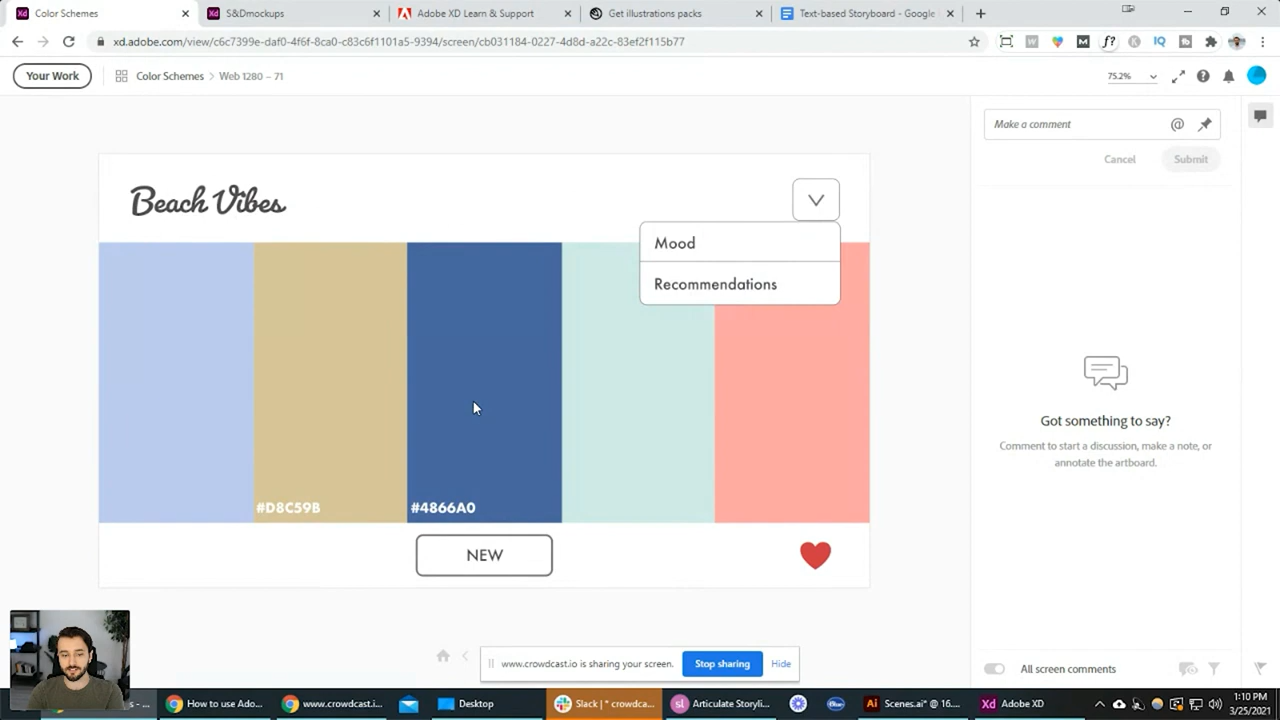 Color Schemes
S&Dmockups
Adobe XD Learn & Support
Get illustrations packs
Text-based Storyboard - Google
xd.adobe.com/view/c6c7399e-daf0-4f6f-8ca0-c83c6f1101a5-9394/screen/cb031184-0227-4d8d-a22c-83ef2f115b77
Your Work
Color Schemes > Web 1280 – 71
75.2%
Make a comment
Cancel
Submit
Beach Vibes
Mood
Recommendations
#D8C59B
#4866A0
NEW
Got something to say?
Comment to start a discussion, make a note, or
annotate the artboard.
www.crowdcast.io is sharing your screen.
Stop sharing
Hide
All screen comments
How to use Ado...
www.crowdcast.i...
Desktop
Slack | * crowdca...
Articulate Storyli...
Scenes.ai* @ 16....
Adobe XD
1:10 PM
3/25/2021